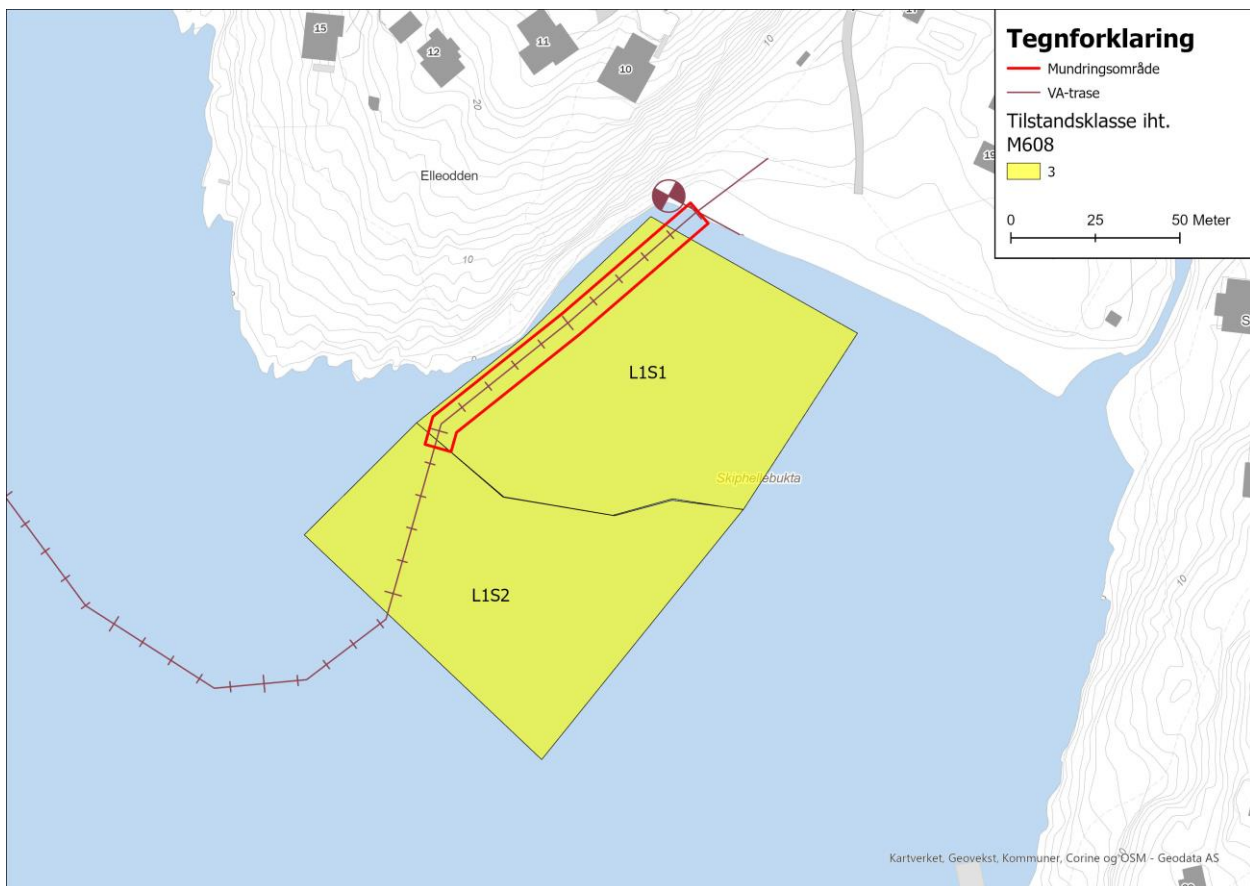 Tegnforklaring
Mundringsområde
VA-trase
Tilstandsklasse iht.
M608
3
0 25 50 Meter
15
12
11
10
17
19
10
20
10
Elleodden
L1S1
Skiphellebukta
L1S2
S
10
Kartverket, Geovekst, Kommuner, Corine og OSM - Geodata AS